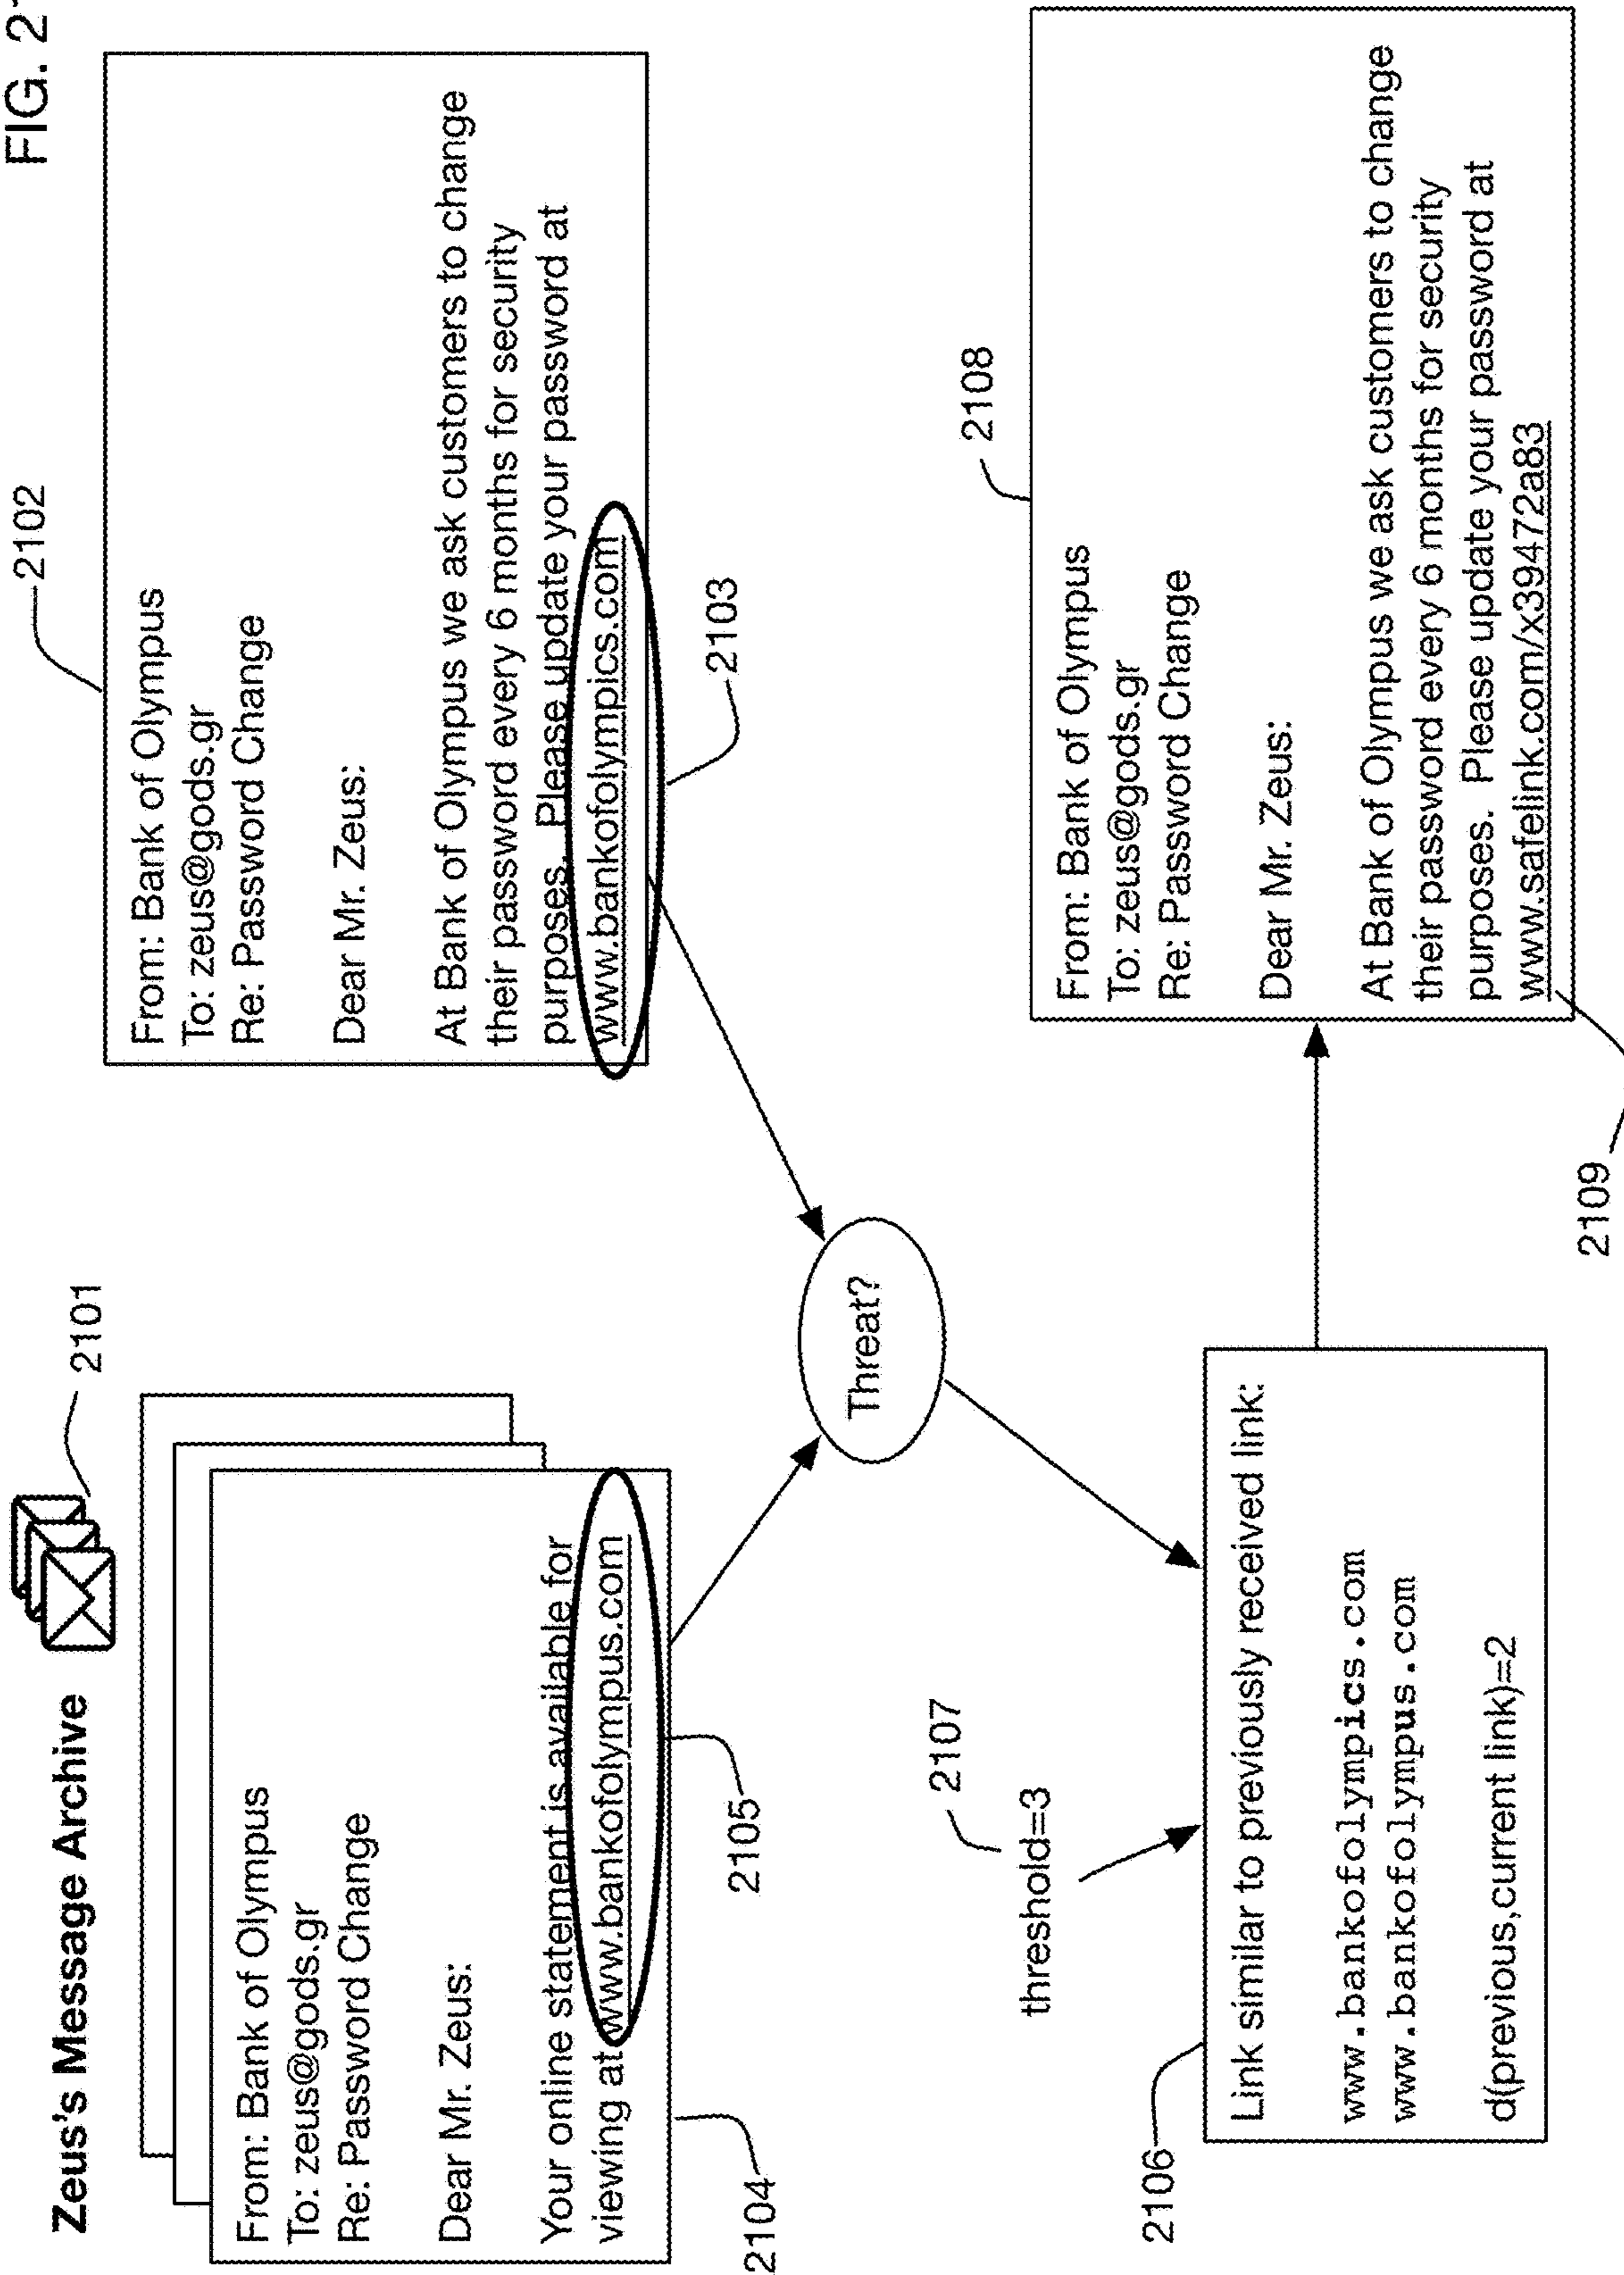 FIG. 21
Zeus's Message Archive
2101
From: Bank of Olympus
To: zeus@gods.gr
Re: Password Change
Dear Mr. Zeus:
Your online statement is available for
viewing at www.bankofolympus.com
2104
2105
2102
From: Bank of Olympus
To: zeus@gods.gr
Re: Password Change
Dear Mr. Zeus:
At Bank of Olympus we ask customers to change
their password every 6 months for security
purposes. Please update your password at
www.bankofolympics.com
2103
Threat?
2107
threshold=3
2106
Link similar to previously received link:
www.bankofolympics.com
www.bankofolympus.com
d(previous,current link)=2
2108
From: Bank of Olympus
To: zeus@gods.gr
Re: Password Change
Dear Mr. Zeus:
At Bank of Olympus we ask customers to change
their password every 6 months for security
purposes. Please update your password at
www.safelink.com/x39472a83
2109